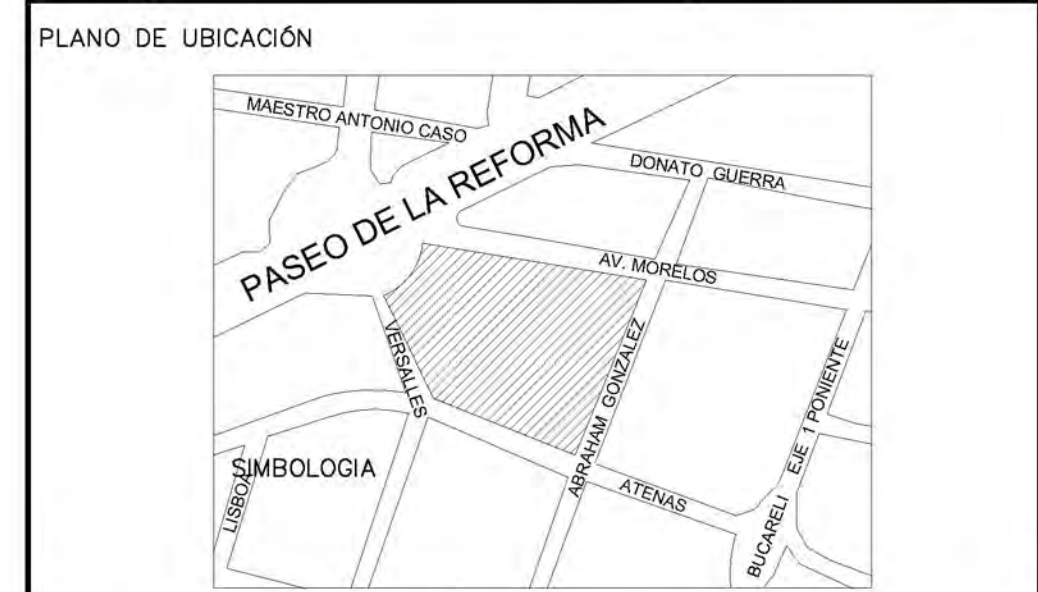 PLANO DE UBICACIÓN
MAESTRO ANTONIO CASO
PASEO DE LA REFORMA
DONATO GUERRA
AV. MORELOS
VERSALLES
ABRAHAM GONZALEZ
EJE 1 PONIENTE
SIMBOLOGIA
LISBOA
ATENAS
BUCARELI